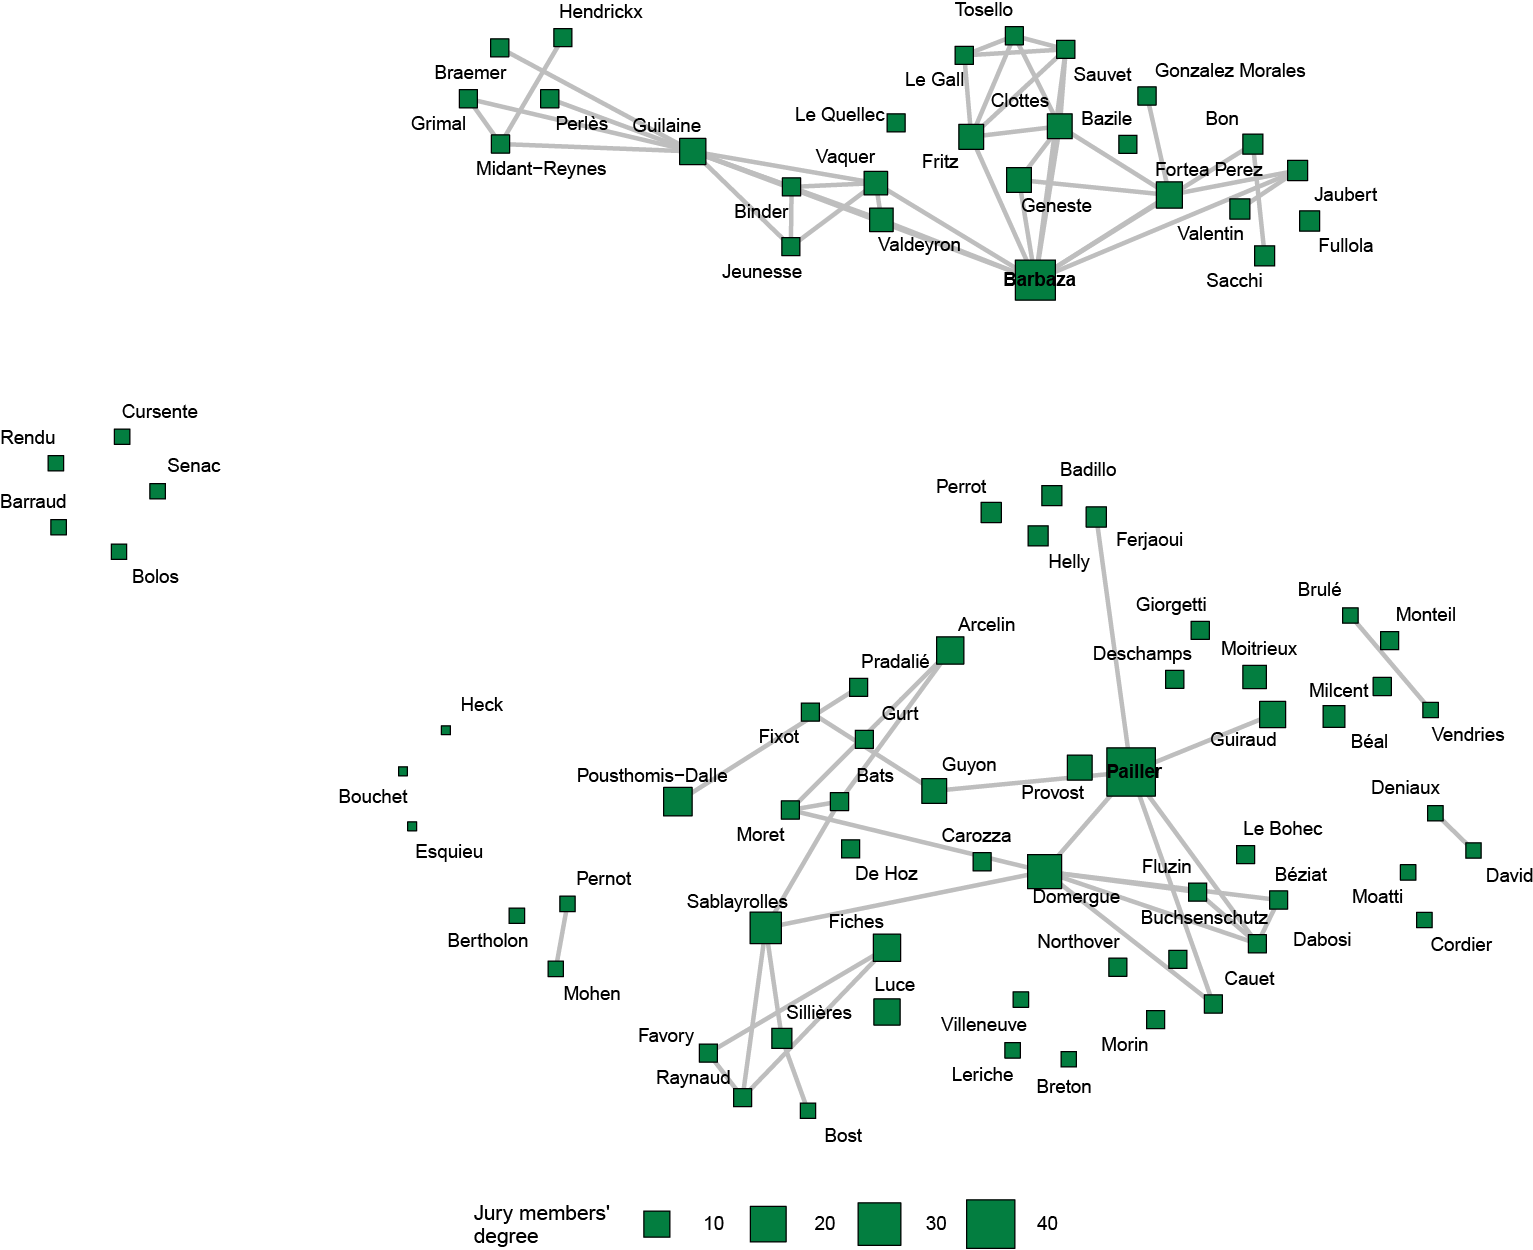 Hendrickx
Tosello
Braemer
Le Gall
Sauvet
Gonzalez Morales
Clottes
Grimal
Perlès
Guilaine
Le Quellec
Bazile
Bon
Midant−Reynes
Vaquer
Fritz
Fortea Perez
Jaubert
Binder
Geneste
Valentin
Fullola
Jeunesse
Valdeyron
Barbaza
Sacchi
Cursente
Rendu
Senac
Barraud
Bolos
Badillo
Perrot
Ferjaoui
Helly
Brulé
Giorgetti
Monteil
Arcelin
Deschamps
Moitrieux
Pradalié
Milcent
Heck
Gurt
Fixot
Guiraud
Béal
Vendries
Pousthomis−Dalle
Bats
Guyon
Pailler
Provost
Bouchet
Deniaux
Moret
Carozza
Le Bohec
Esquieu
De Hoz
Fluzin
Béziat
David
Pernot
Domergue
Moatti
Sablayrolles
Fiches
Buchsenschutz
Bertholon
Northover
Dabosi
Cordier
Mohen
Luce
Cauet
Sillières
Villeneuve
Favory
Morin
Raynaud
Leriche
Breton
Bost
Jury members'
degree
10
20
30
40